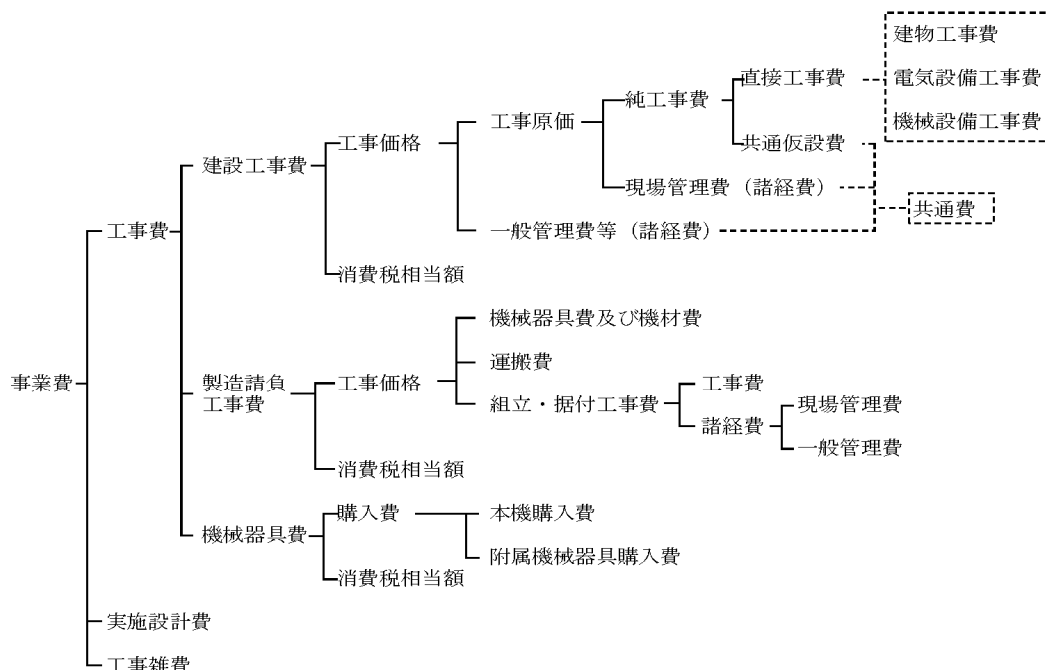 建物工事費
直接工事費
電気設備工事費
純工事費
工事原価
機械設備工事費
工事価格
共通仮設費
建設工事費
現場管理費(諸経費)
共通費
工事費
一般管理費等(諸経費)
消費税相当額
機械器具費及び機材費
運搬費
事業費
製造請負
工事費
工事価格
組立・据付工事費
工事費
諸経費
現場管理費
一般管理費
消費税相当額
機械器具費
購入費
本機購入費
附属機械器具購入費
消費税相当額
実施設計費
工事雑費